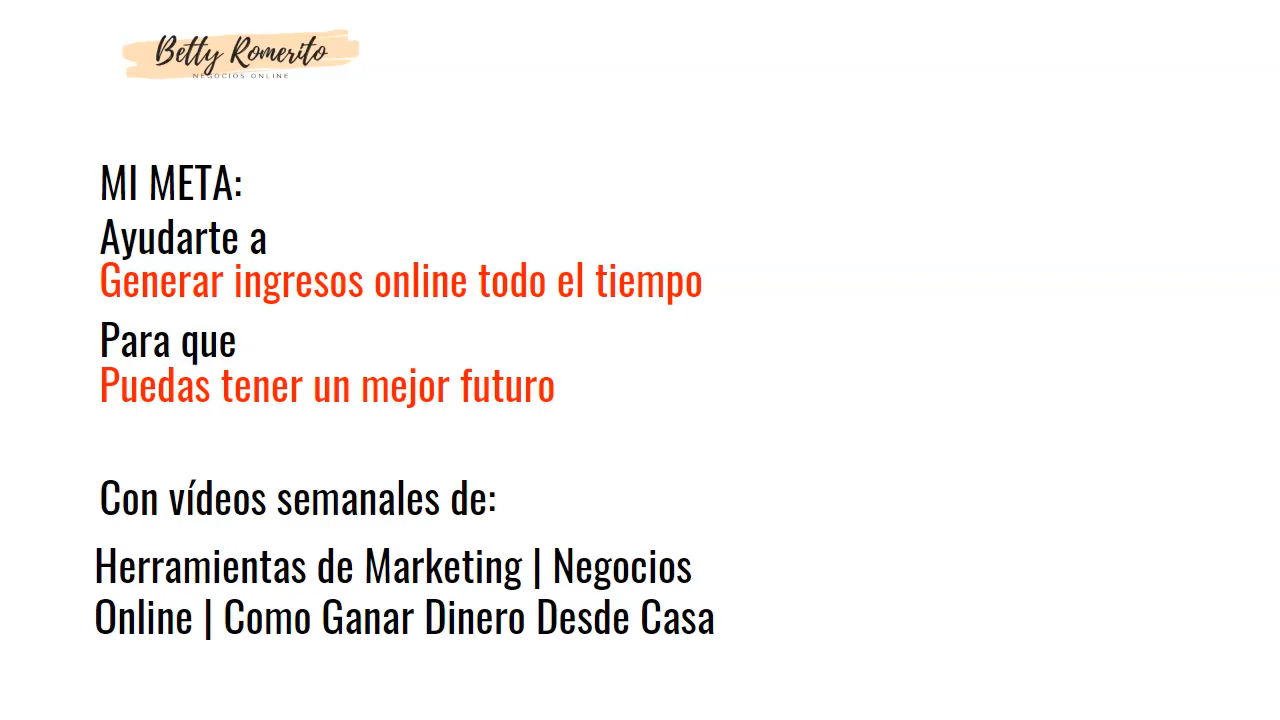 Betty Romerito
NEGOCIOS ONLINE
MI META:
Ayudarte a
Generar ingresos online todo el tiempo
Para que
Puedas tener un mejor futuro
Con vídeos semanales de:
Herramientas de Marketing | Negocios
Online | Como Ganar Dinero Desde Casa